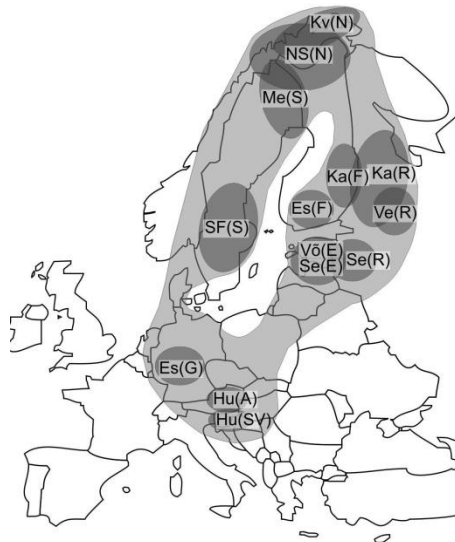 Kv(N)
NS(N)
Me(S)
Ka(F)
Ka(R)
Es(F)
Ve(R)
SF(S)
Võ(E)
Se(E)
Se(R)
Es(G)
Hu(A)
Hu(SV)